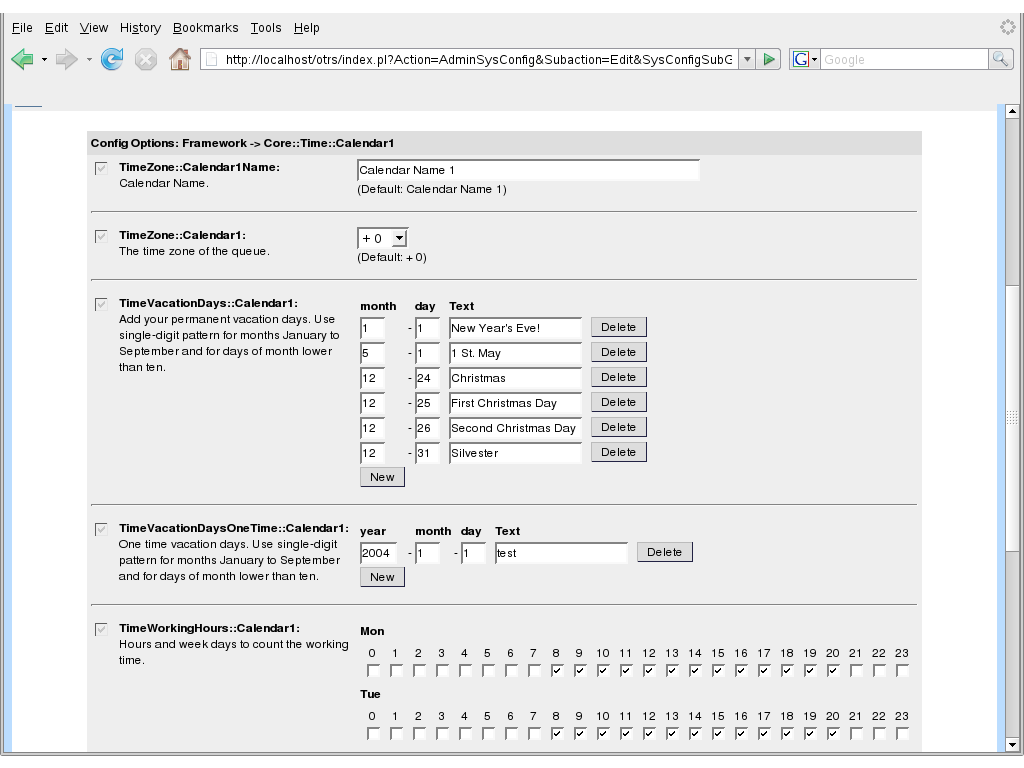 File Edit View History Bookmarks Tools Help
http://localhost/otrs/index.pl?Action=AdminSysConfig&Subaction=Edit&SysConfigSubG
G Google
Config Options: Framework -> Core::Time::Calendar1
TimeZone::Calendar1Name:
Calendar Name.
Calendar Name 1
(Default: Calendar Name 1)
TimeZone::Calendar1:
The time zone of the queue.
+ 0
(Default: + 0)
TimeVacationDays::Calendar1:
Add your permanent vacation days. Use
single-digit pattern for months January to
September and for days of month lower
than ten.
month day Text
1 - 1 New Year's Eve! Delete
5 - 1 1 St. May Delete
12 - 24 Christmas Delete
12 - 25 First Christmas Day Delete
12 - 26 Second Christmas Day Delete
12 - 31 Silvester Delete
New
TimeVacationDaysOneTime::Calendar1:
One time vacation days. Use single-digit
pattern for months January to September
and for days of month lower than ten.
year month day Text
2004 - 1 - 1 test Delete
New
TimeWorkingHours::Calendar1:
Hours and week days to count the working
time.
Mon
0 1 2 3 4 5 6 7 8 9 10 11 12 13 14 15 16 17 18 19 20 21 22 23
Tue
0 1 2 3 4 5 6 7 8 9 10 11 12 13 14 15 16 17 18 19 20 21 22 23